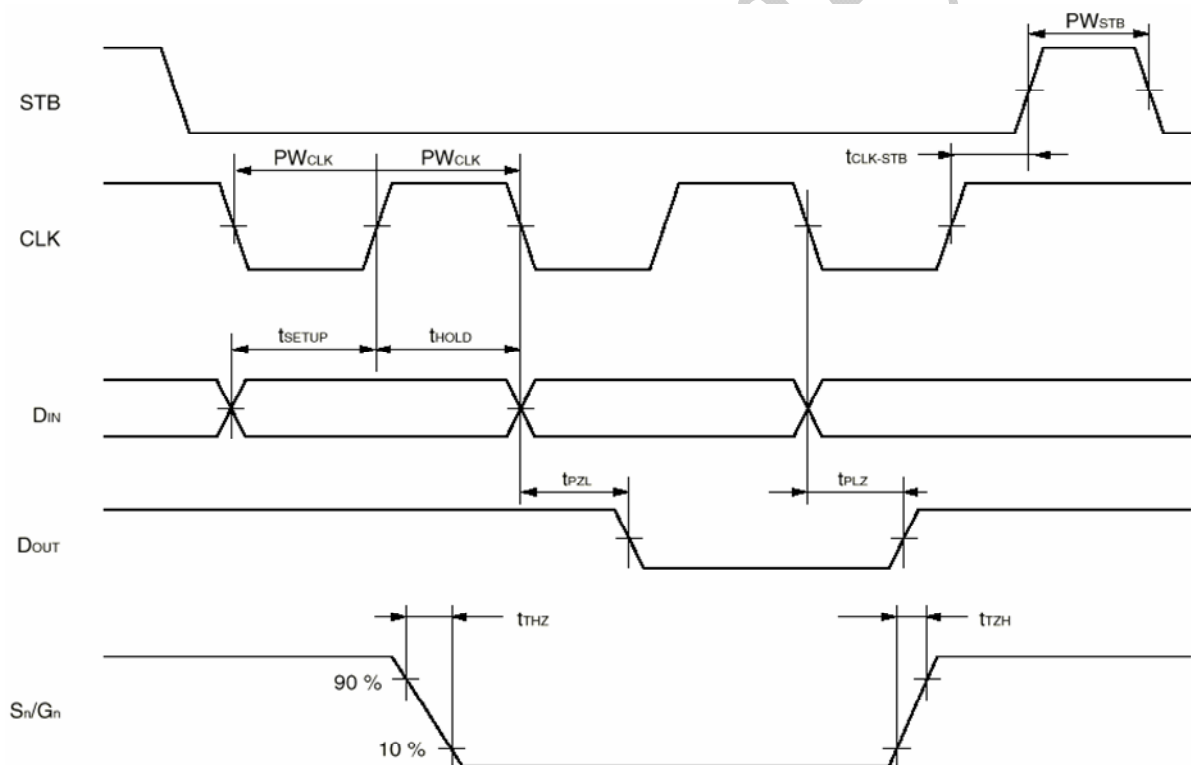 PWSTB
STB
tCLK-STB
PWCLK PWCLK
CLK
tSETUP tHOLD
DIN
tPZL tPLZ
DOUT
tTHZ tTZH
90 %
Sn/Gn
10 %